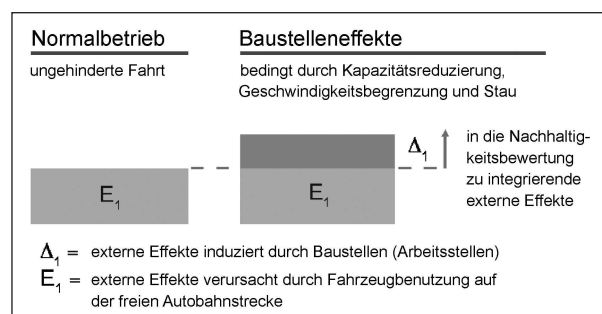 Normalbetrieb
ungehinderte Fahrt
Baustelleneffekte
bedingt durch Kapazitätsreduzierung,
Geschwindigkeitsbegrenzung und Stau
E₁
E₁
Δ₁
in die Nachhaltig-
keitsbewertung
zu integrierende
externe Effekte
Δ₁ = externe Effekte induziert durch Baustellen (Arbeitsstellen)
E₁ = externe Effekte verursacht durch Fahrzeugbenutzung auf
der freien Autobahnstrecke